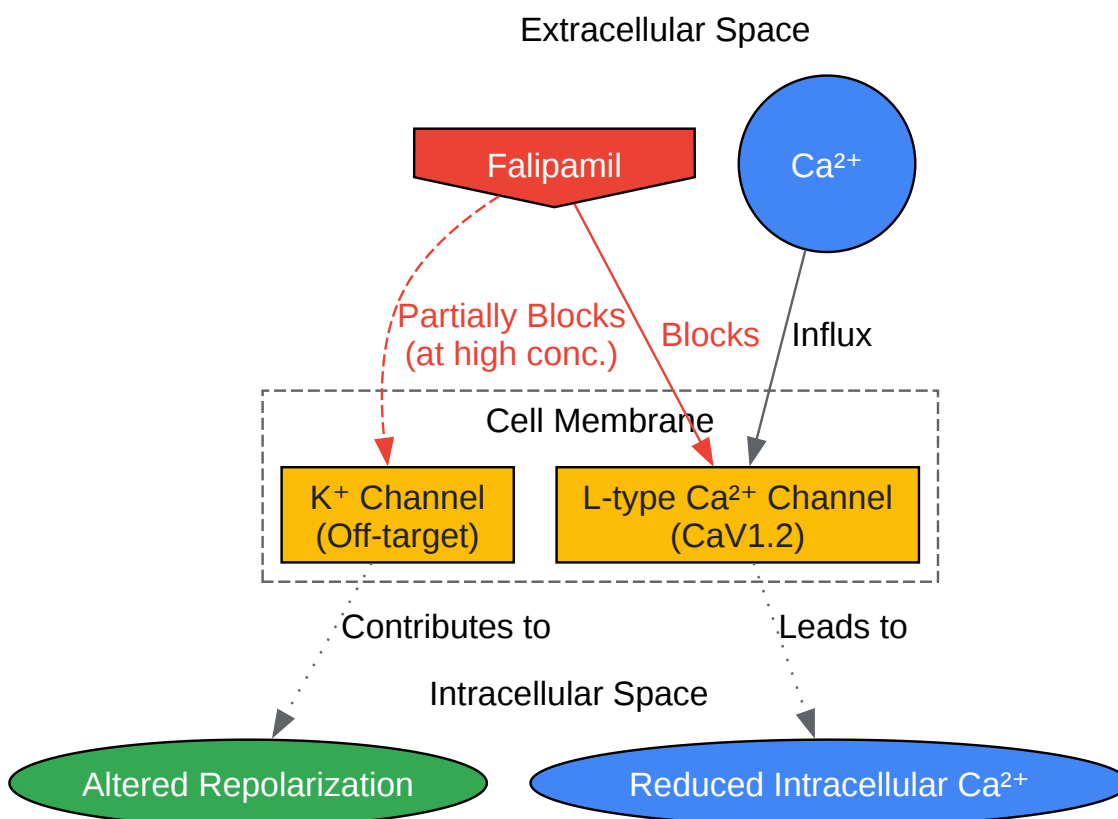 Extracellular Space
Falipamil
Ca²⁺
Partially Blocks
(at high conc.)
Blocks
Influx
Cell Membrane
K⁺ Channel
(Off-target)
L-type Ca²⁺ Channel
(CaV1.2)
Contributes to
Leads to
Intracellular Space
Altered Repolarization
Reduced Intracellular Ca²⁺